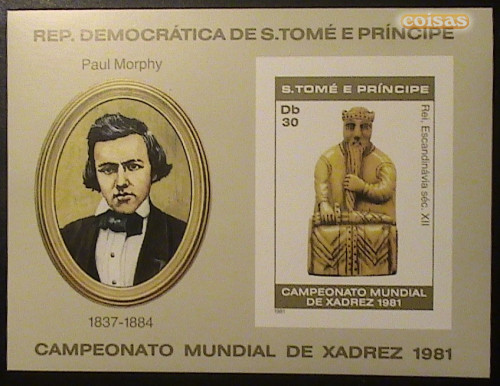 coisas
REP. DEMOCRÁTICA DE S.TOMÉ E PRÍNCIPE
Paul Morphy
1837-1884
S.TOMÉ E PRÍNCIPE
Db
30
Rei, Escandinávia séc. XII
CAMPEONATO MUNDIAL
DE XADREZ 1981
1981
CAMPEONATO MUNDIAL DE XADREZ 1981